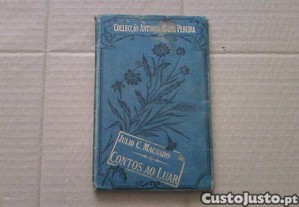 COLLECÇÃO ANTONIO MARIA PEREIRA
JULIO C. MACHADO
CONTOS AO LUAR
CustoJusto.pt